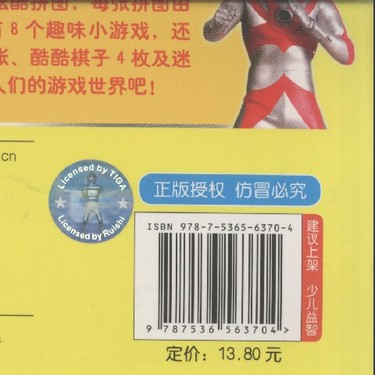 酷拼图，每张拼图由
8个趣味小游戏，还
张、酷酷棋子4枚及迷
人们的游戏世界吧！
cn
Licensed by TIGA
Licensed by Ruishi
正版授权 仿冒必究
ISBN 978-7-5365-6370-4
建议上架 少儿益智
9 787536 563704 >
定价：13.80元